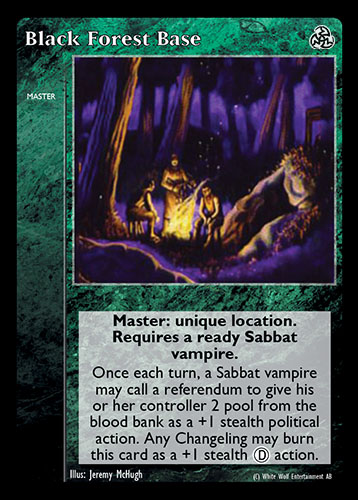 Black Forest Base
MASTER
Master: unique location.
Requires a ready Sabbat
vampire.
Once each turn, a Sabbat vampire
may call a referendum to give his
or her controller 2 pool from the
blood bank as a +1 stealth political
action. Any Changeling may burn
this card as a +1 stealth Ⓓ action.
Illus: Jeremy McHugh
(C) White Wolf Entertainment AB